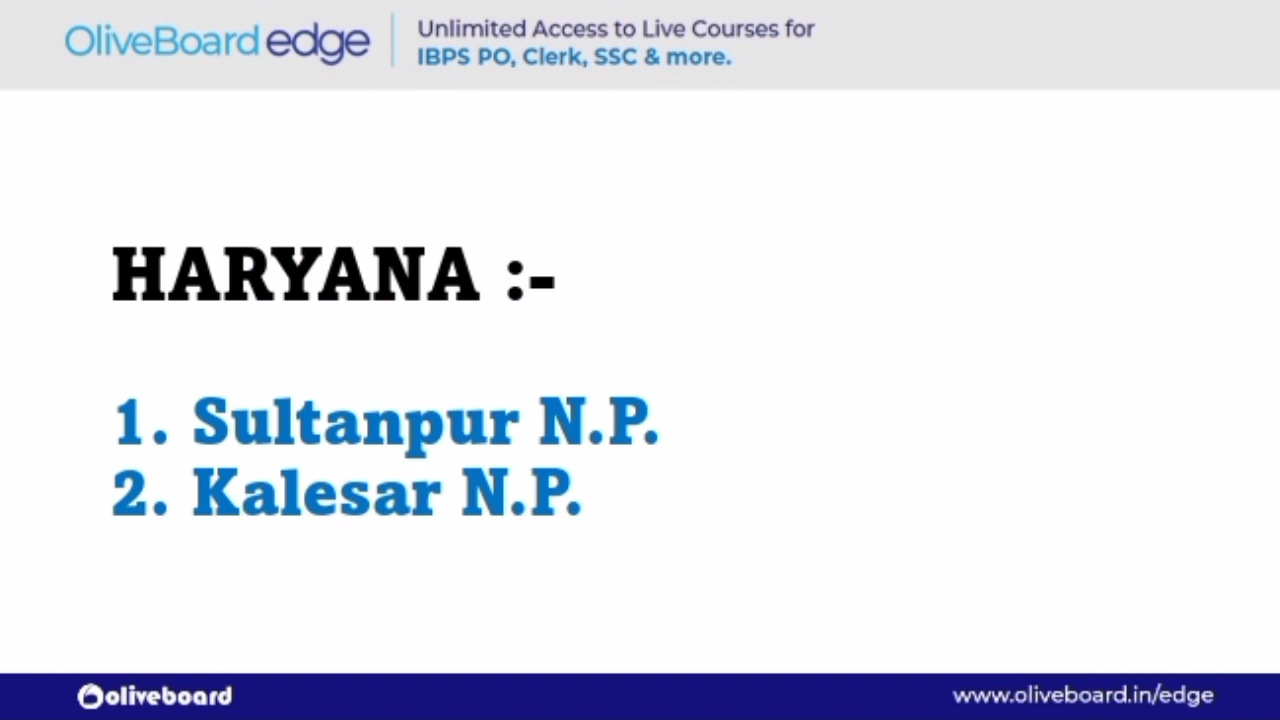 OliveBoard edge
Unlimited Access to Live Courses for
IBPS PO, Clerk, SSC & more.
HARYANA :-
1. Sultanpur N.P.
2. Kalesar N.P.
oliveboard
www.oliveboard.in/edge